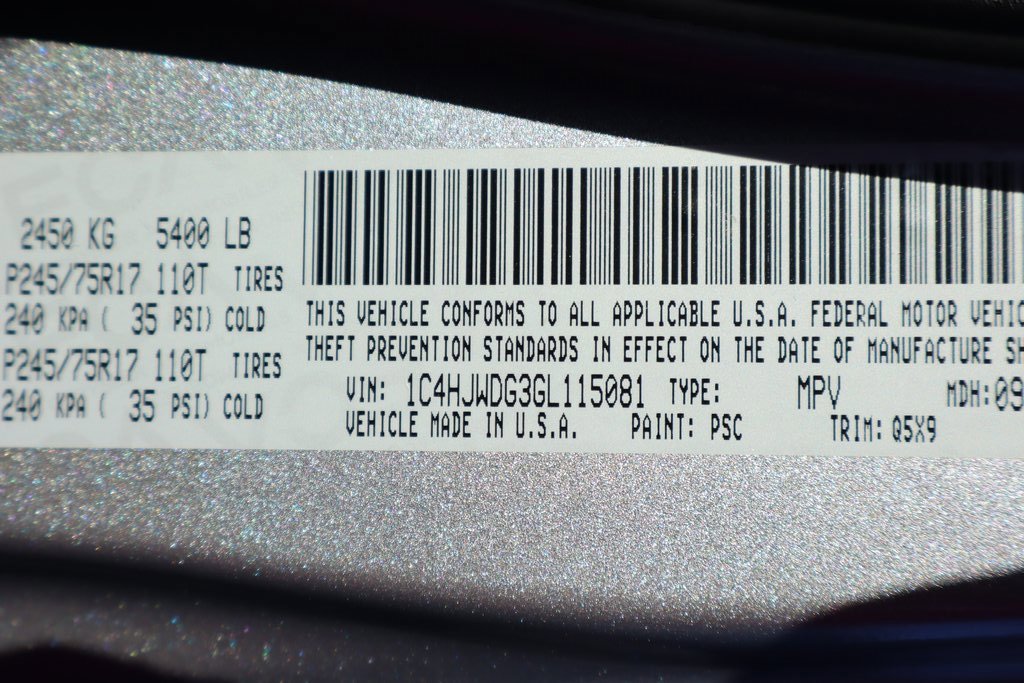 2450 KG 5400 LB
P245/75R17 110T TIRES
240 KPA ( 35 PSI) COLD
P245/75R17 110T TIRES
240 KPA ( 35 PSI) COLD
THIS VEHICLE CONFORMS TO ALL APPLICABLE U.S.A. FEDERAL MOTOR VEHIC
THEFT PREVENTION STANDARDS IN EFFECT ON THE DATE OF MANUFACTURE SH
VIN: 1C4HJWDG3GL115081 TYPE: MPV MDH: 09
VEHICLE MADE IN U.S.A. PAINT: PSC TRIM: Q5X9